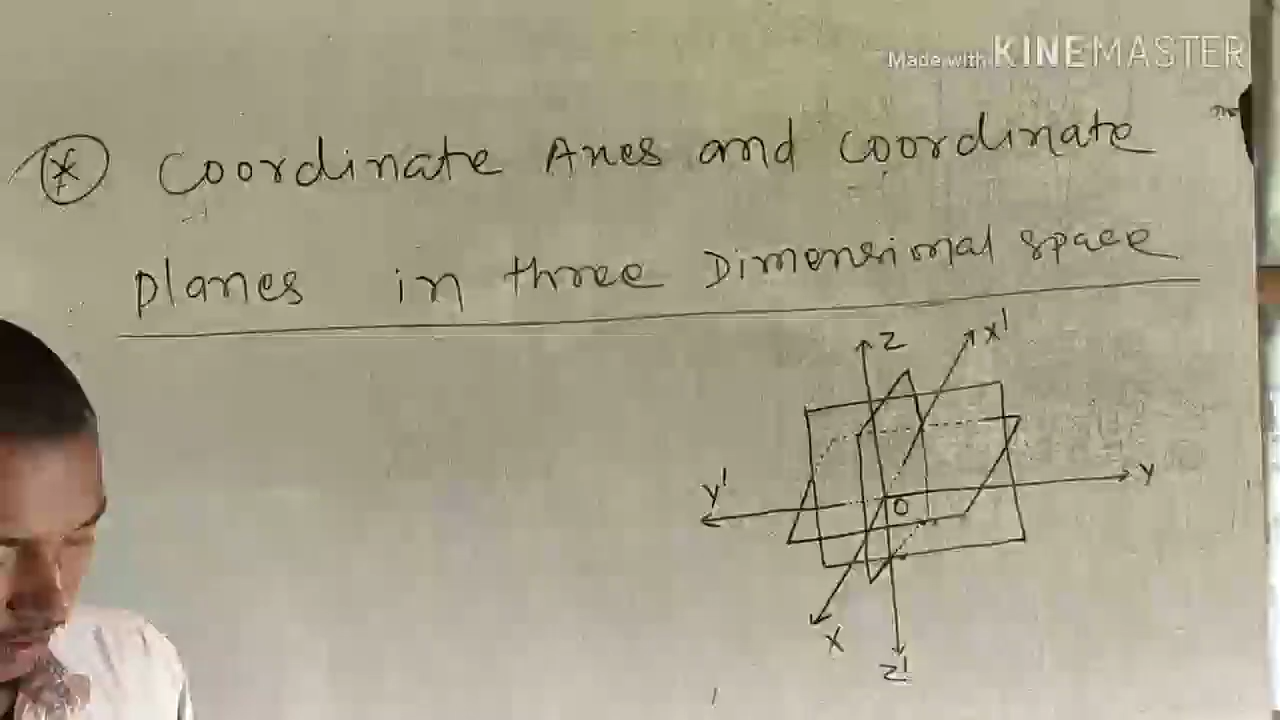 Made with KINEMASTER
* Coordinate Axes and coordinate
planes in three Dimensional space
Z X'
Y' O Y
X
Z'